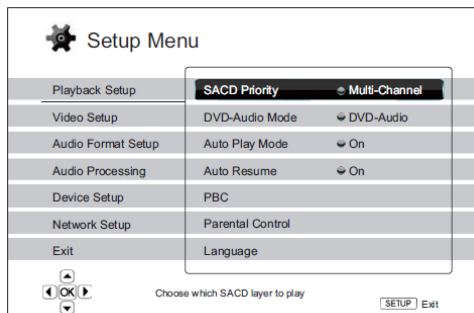 Setup Menu
Playback Setup SACD Priority Multi-Channel
Video Setup DVD-Audio Mode DVD-Audio
Audio Format Setup Auto Play Mode On
Audio Processing Auto Resume On
Device Setup PBC
Network Setup Parental Control
Exit Language
OK Choose which SACD layer to play SETUP Exit